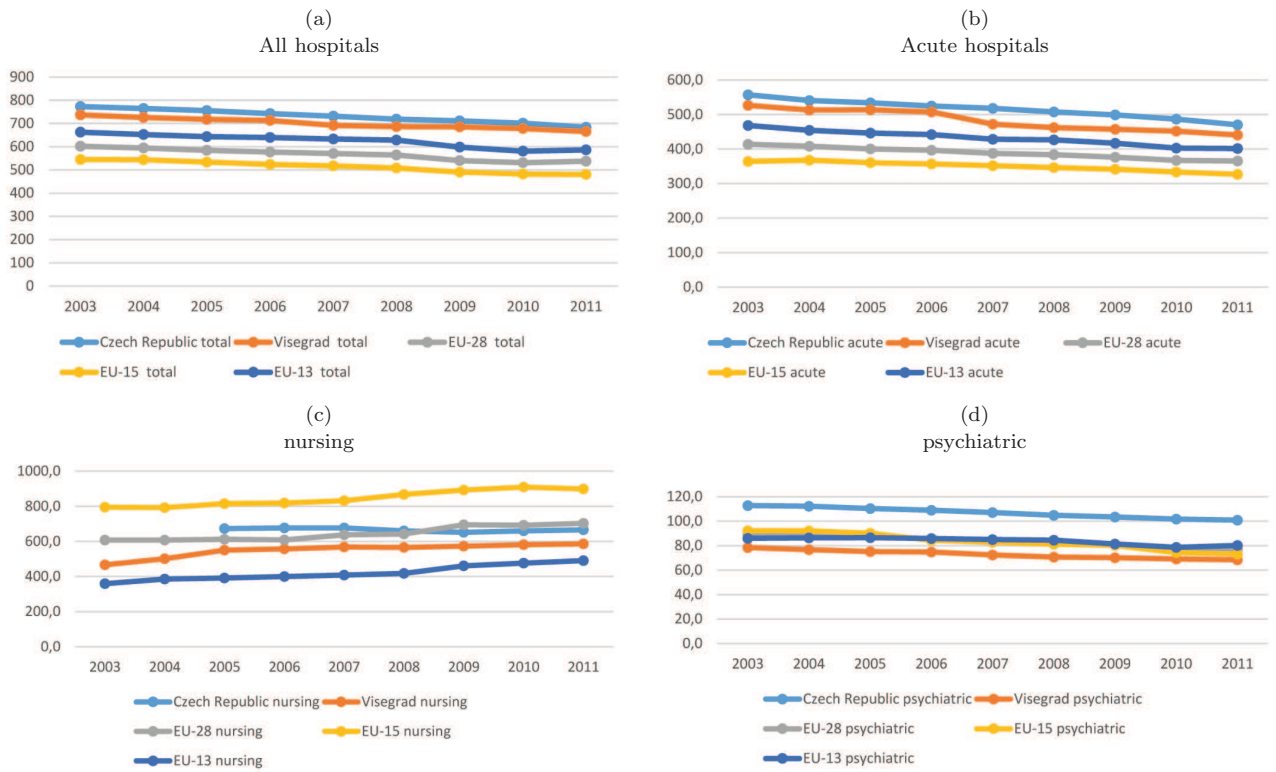 (a)
All hospitals
900
800
700
600
500
400
300
200
100
0
2003 2004 2005 2006 2007 2008 2009 2010 2011
Czech Republic total Visegrad total EU-28 total
EU-15 total EU-13 total
(b)
Acute hospitals
600,0
500,0
400,0
300,0
200,0
100,0
0,0
2003 2004 2005 2006 2007 2008 2009 2010 2011
Czech Republic acute Visegrad acute EU-28 acute
EU-15 acute EU-13 acute
(c)
nursing
1000,0
800,0
600,0
400,0
200,0
0,0
2003 2004 2005 2006 2007 2008 2009 2010 2011
Czech Republic nursing Visegrad nursing
EU-28 nursing EU-15 nursing
EU-13 nursing
(d)
psychiatric
120,0
100,0
80,0
60,0
40,0
20,0
0,0
2003 2004 2005 2006 2007 2008 2009 2010 2011
Czech Republic psychiatric Visegrad psychiatric
EU-28 psychiatric EU-15 psychiatric
EU-13 psychiatric